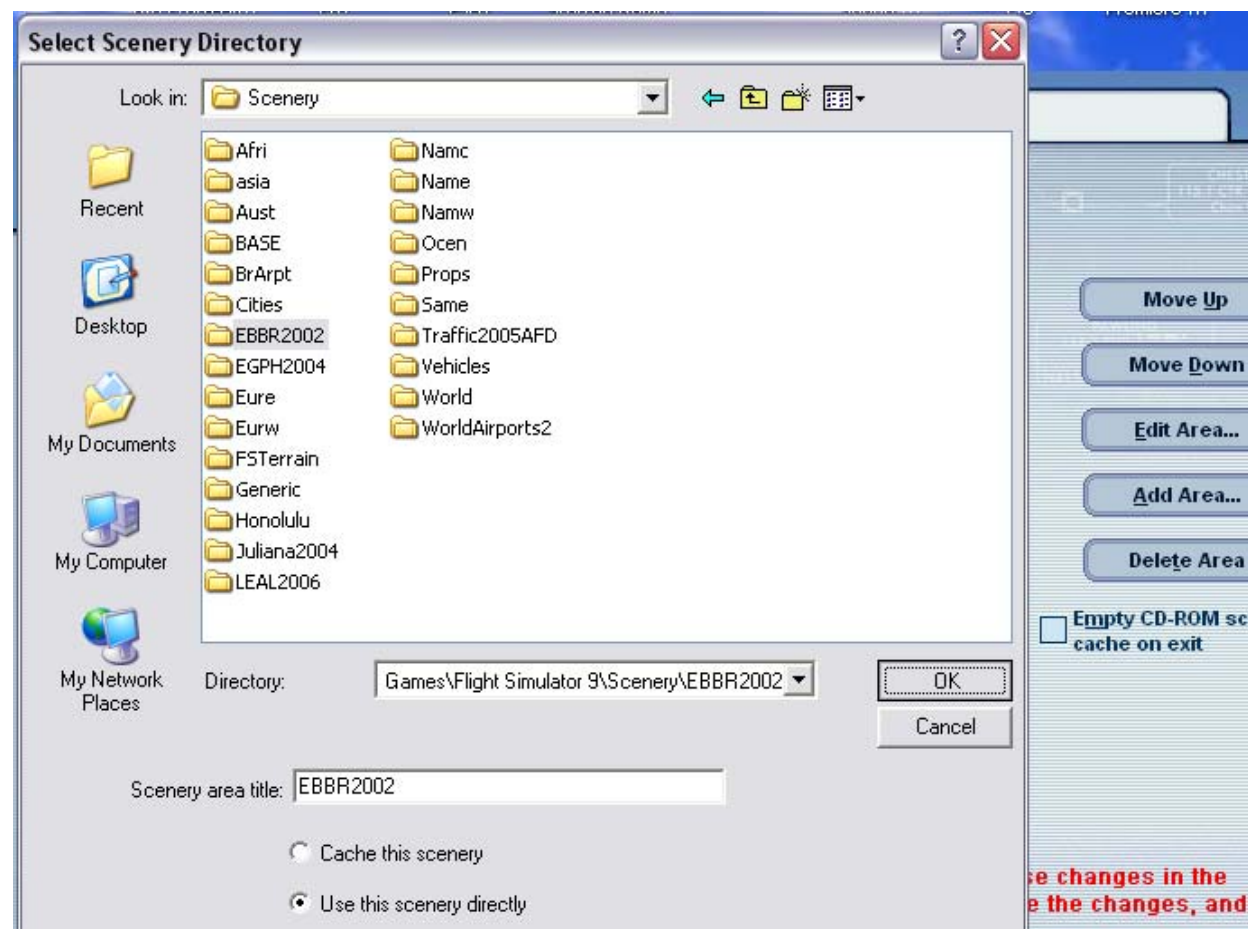 Select Scenery Directory
Look in: Scenery
Recent
Desktop
My Documents
My Computer
My Network
Places
Afri
asia
Aust
BASE
BrArpt
Cities
EBBR2002
EGPH2004
Eure
Eurw
FSTerrain
Generic
Honolulu
Juliana2004
LEAL2006
Namc
Name
Namw
Ocen
Props
Same
Traffic2005AFD
Vehicles
World
WorldAirports2
Directory: Games\Flight Simulator 9\Scenery\EBBR2002
OK
Cancel
Scenery area title: EBBR2002
Cache this scenery
Use this scenery directly
Move Up
Move Down
Edit Area...
Add Area...
Delete Area
Empty CD-ROM sc
cache on exit
se changes in the
e the changes, and